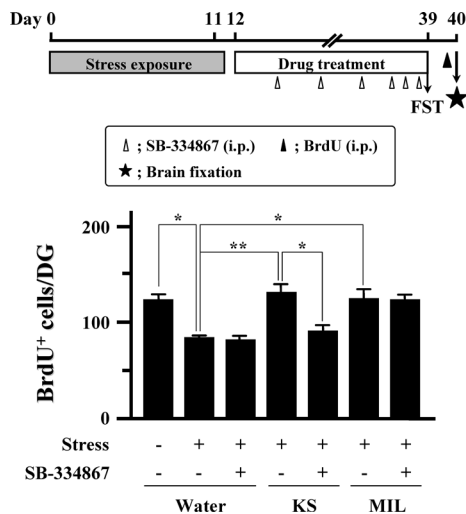 Day 0 11 12 39 40
Stress exposure Drug treatment
FST
; SB-334867 (i.p.) ; BrdU (i.p.)
; Brain fixation
BrdU+ cells/DG
200
100
0
* ** * *
Stress - + + + + + +
SB-334867 - - + - + - +
Water KS MIL